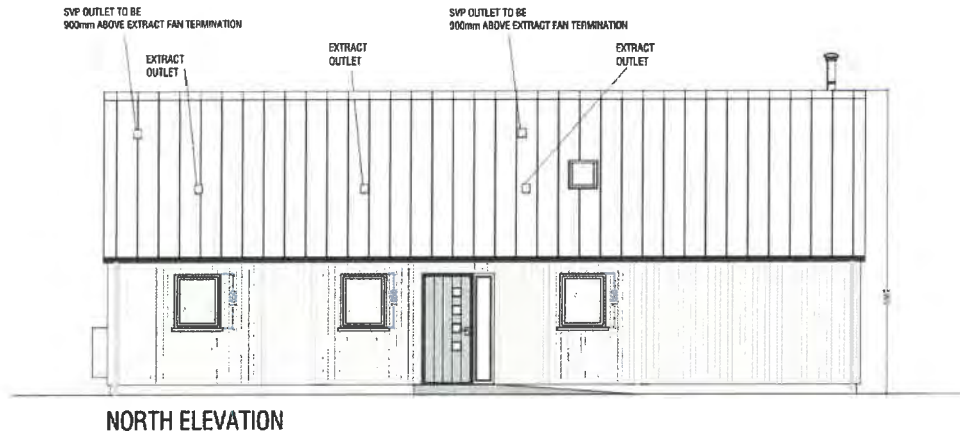 SVP OUTLET TO BE
900mm ABOVE EXTRACT FAN TERMINATION
EXTRACT
OUTLET
EXTRACT
OUTLET
SVP OUTLET TO BE
900mm ABOVE EXTRACT FAN TERMINATION
EXTRACT
OUTLET
NORTH ELEVATION